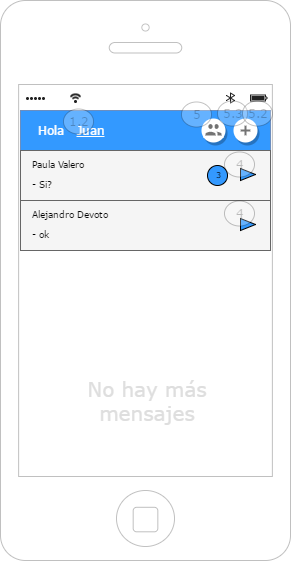 1.2 5 5.3 5.2
Hola Juan
Paula Valero 4
- Si? 3
Alejandro Devoto 4
- ok
No hay más
mensajes